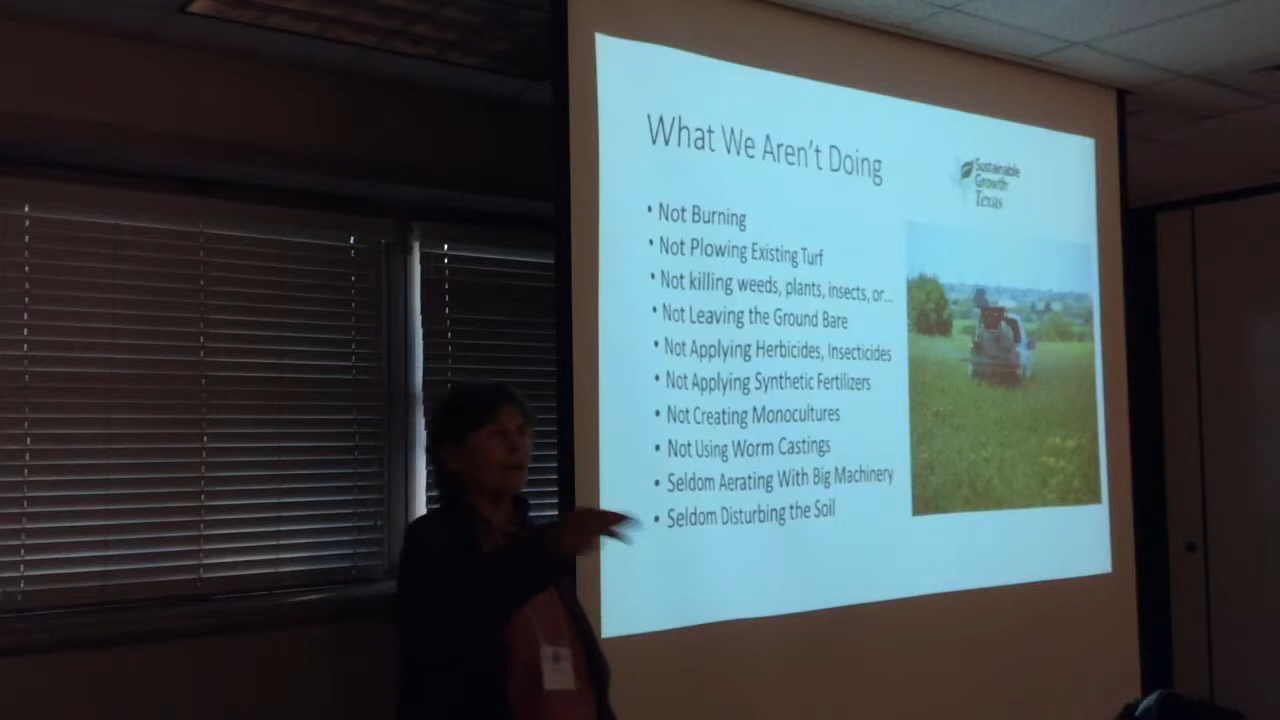 What We Aren't Doing
Sustainable
Growth
Texas
• Not Burning
• Not Plowing Existing Turf
• Not killing weeds, plants, insects, or...
• Not Leaving the Ground Bare
• Not Applying Herbicides, Insecticides
• Not Applying Synthetic Fertilizers
• Not Creating Monocultures
• Not Using Worm Castings
• Seldom Aerating With Big Machinery
• Seldom Disturbing the Soil